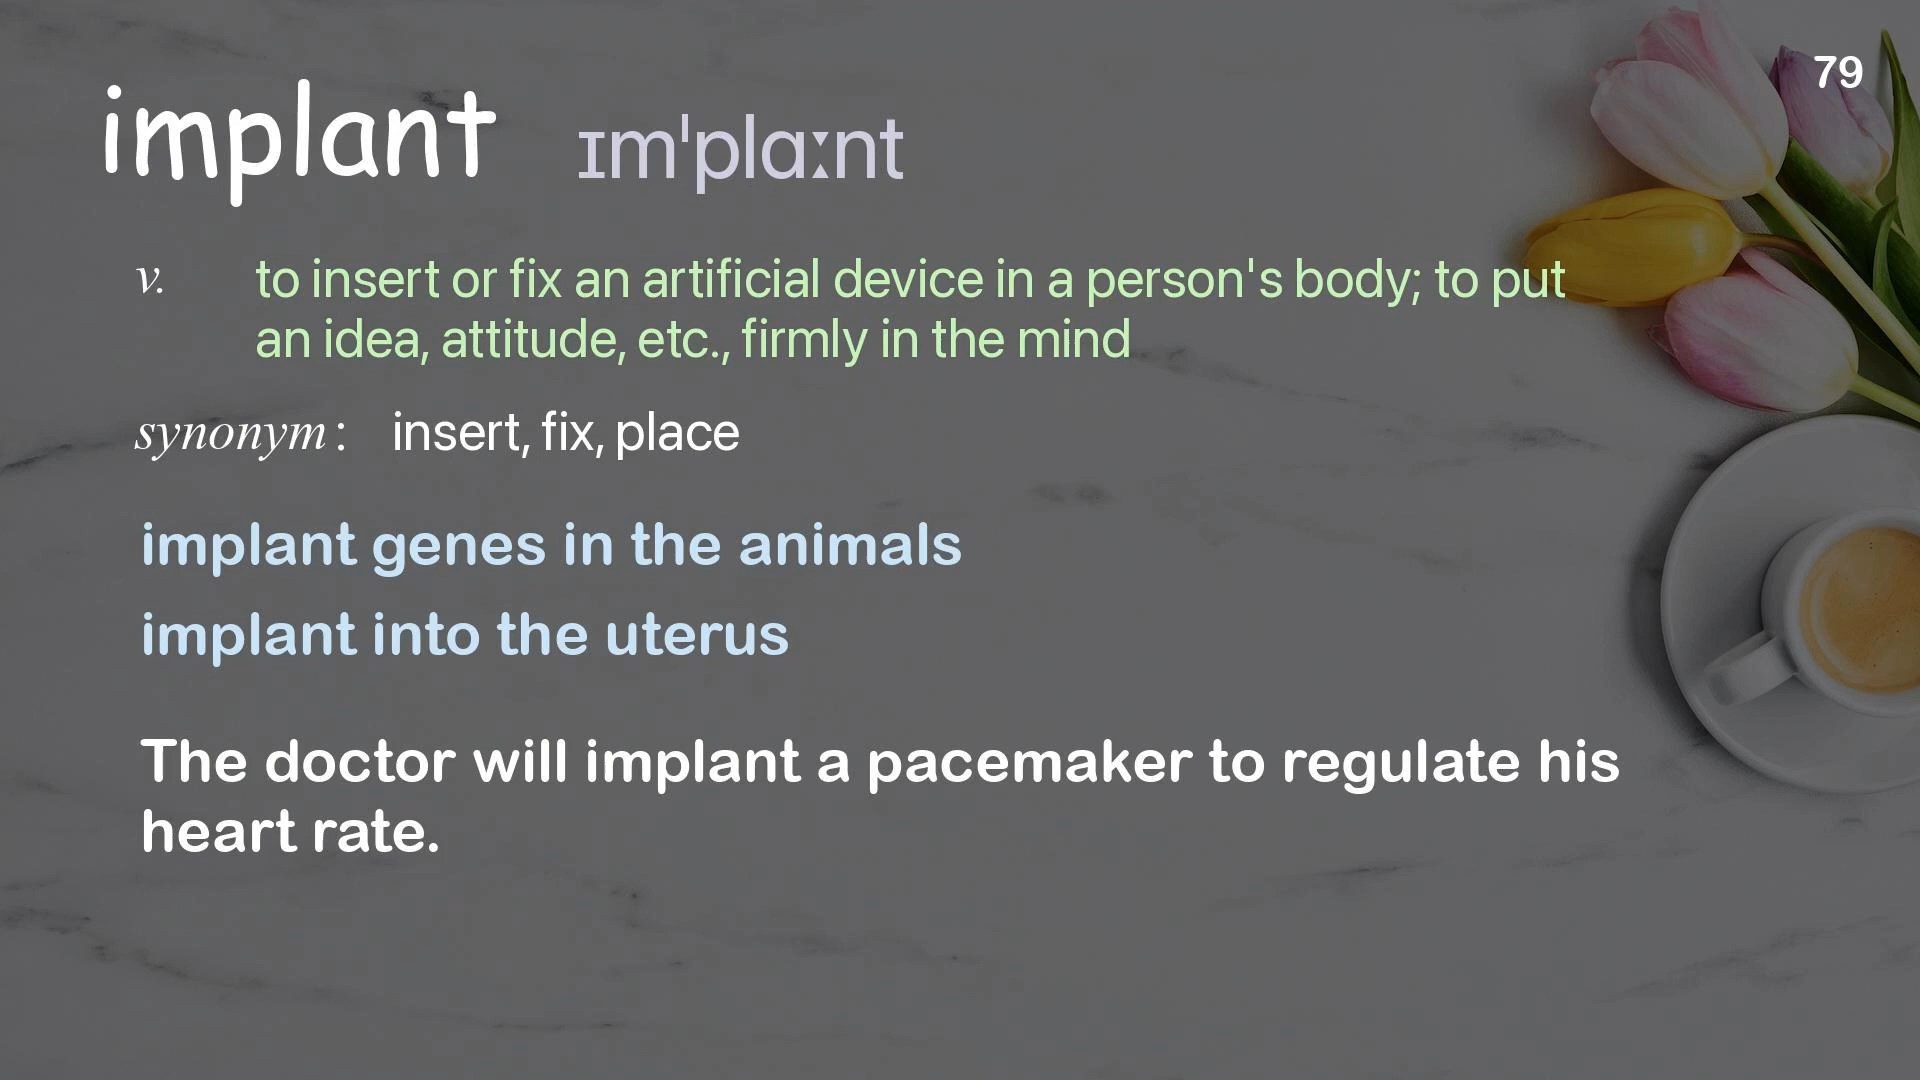 79
implant ɪmˈplɑːnt
v. to insert or fix an artificial device in a person's body; to put
an idea, attitude, etc., firmly in the mind
synonym : insert, fix, place
implant genes in the animals
implant into the uterus
The doctor will implant a pacemaker to regulate his
heart rate.